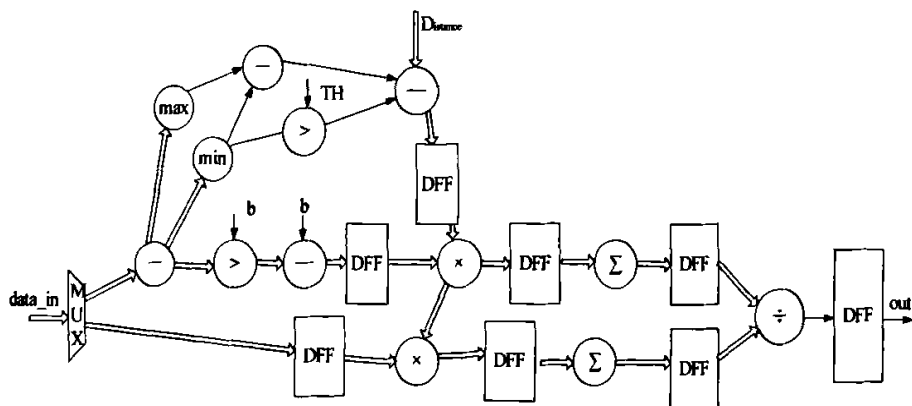 Distance
−
TH
—
max
>
min
DFF
b
b
−
>
—
DFF
×
DFF
Σ
DFF
data_in
MUX
÷
DFF
out
DFF
×
DFF
Σ
DFF